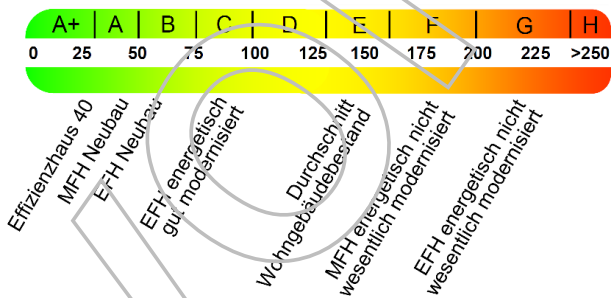 A+ A B C D E F G H
0 25 50 75 100 125 150 175 200 225 >250
Effizienzhaus 40
MFH Neubau
EFH Neubau
EFH energetisch
gut modernisiert
Durchschnitt
Wohngebäudebestand
MFH energetisch nicht
wesentlich modernisiert
EFH energetisch nicht
wesentlich modernisiert